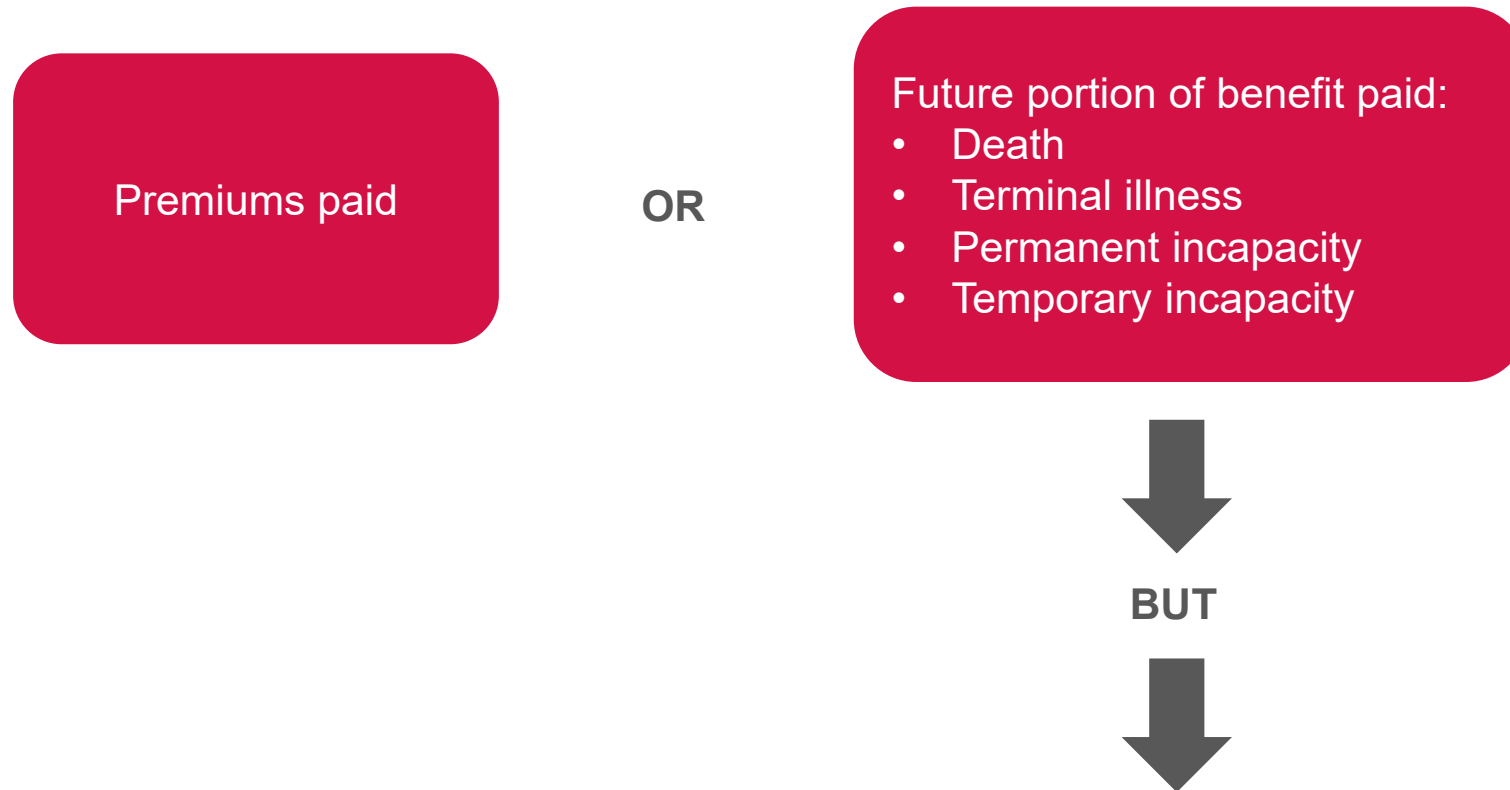 Premiums paid
OR
Future portion of benefit paid:
• Death
• Terminal illness
• Permanent incapacity
• Temporary incapacity
BUT